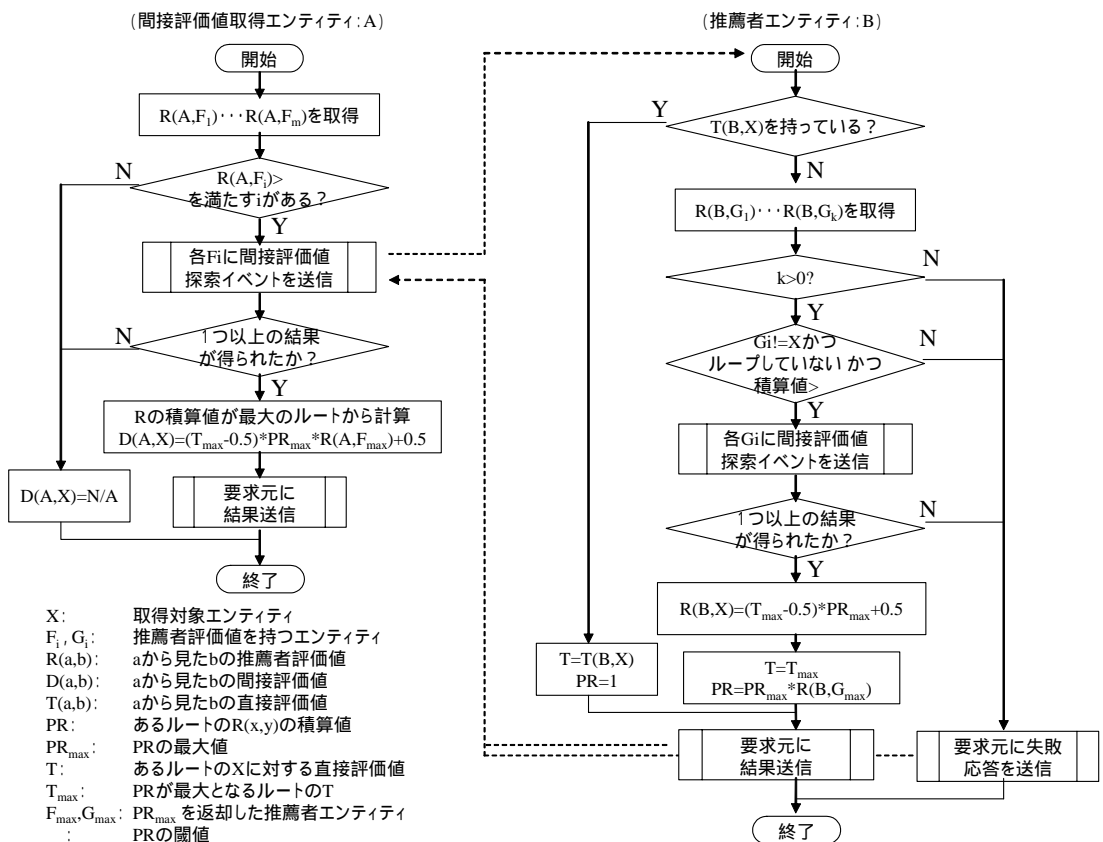 (間接評価値取得エンティティ:A)
開始
R(A,F1)・・・R(A,Fm)を取得
N
R(A,Fi)>
を満たすiがある?
Y
各Fiに間接評価値
探索イベントを送信
N
1つ以上の結果
が得られたか?
Y
Rの積算値が最大のルートから計算
D(A,X)=(Tmax-0.5)*PRmax*R(A,Fmax)+0.5
D(A,X)=N/A
要求元に
結果送信
終了
(推薦者エンティティ:B)
開始
Y
T(B,X)を持っている?
N
R(B,G1)・・・R(B,Gk)を取得
N
k>0?
Y
Gi!=Xかつ
ループしていない かつ
積算値>
N
Y
各Giに間接評価値
探索イベントを送信
N
1つ以上の結果
が得られたか?
Y
R(B,X)=(Tmax-0.5)*PRmax+0.5
T=T(B,X)
PR=1
T=Tmax
PR=PRmax*R(B,Gmax)
要求元に
結果送信
要求元に失敗
応答を送信
終了
X: 取得対象エンティティ
Fi , Gi: 推薦者評価値を持つエンティティ
R(a,b): aから見たbの推薦者評価値
D(a,b): aから見たbの間接評価値
T(a,b): aから見たbの直接評価値
PR: あるルートのR(x,y)の積算値
PRmax: PRの最大値
T: あるルートのXに対する直接評価値
Tmax: PRが最大となるルートのT
Fmax,Gmax: PRmax を返却した推薦者エンティティ
: PRの閾値